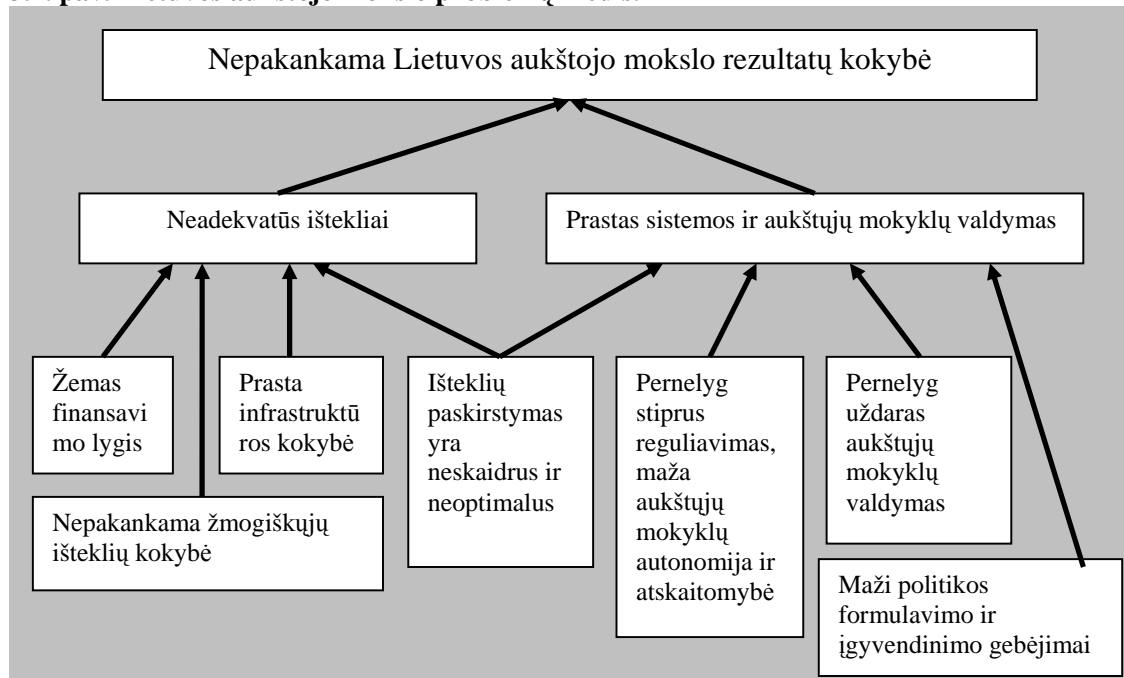 Nepakankama Lietuvos aukštojo mokslo rezultatų kokybė
Neadekvatūs ištekliai
Prastas sistemos ir aukštųjų mokyklų valdymas
Žemas
finansavi
mo lygis
Prasta
infrastruktū
ros kokybė
Išteklių
paskirstymas
yra
neskaidrus ir
neoptimalus
Pernelyg
stiprus
reguliavimas,
maža
aukštųjų
mokyklų
autonomija ir
atskaitomybė
Pernelyg
uždaras
aukštųjų
mokyklų
valdymas
Nepakankama žmogiškųjų
išteklių kokybė
Maži politikos
formulavimo ir
įgyvendinimo gebėjimai